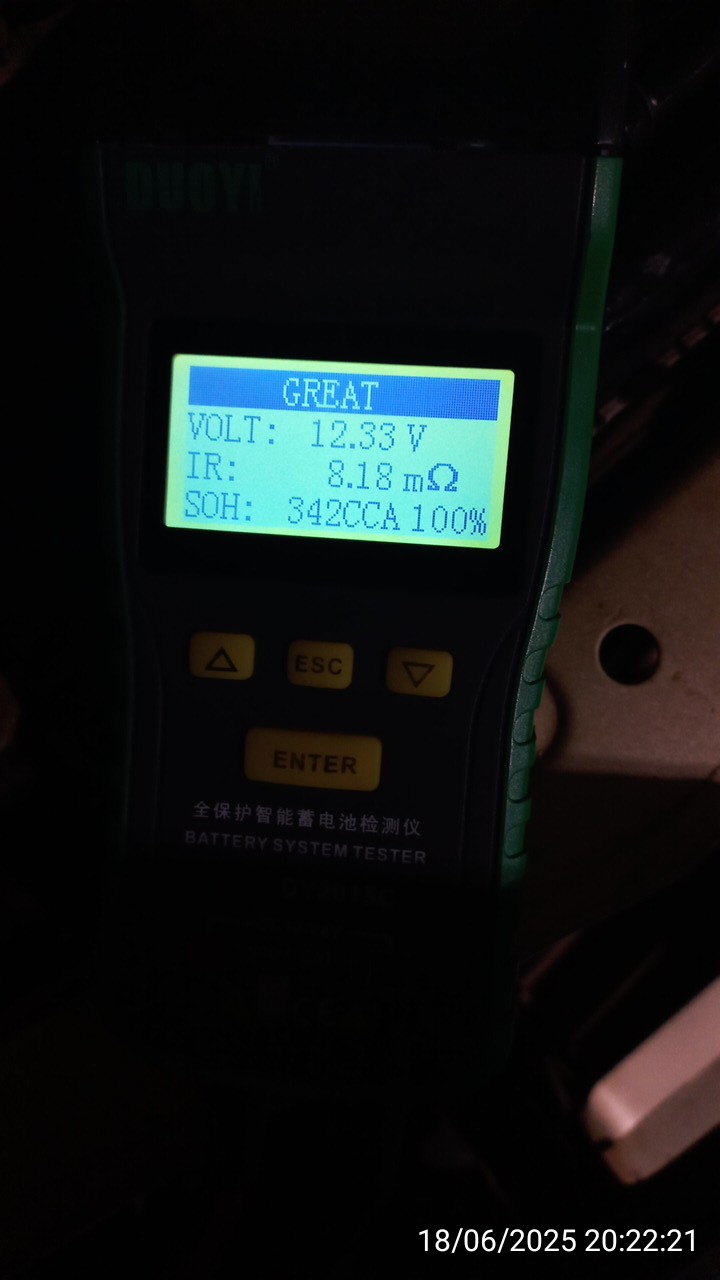 DUOYI
GREAT
VOLT: 12.33 V
IR: 8.18 mΩ
SOH: 342CCA 100%
ESC
ENTER
全保护智能蓄电池检测仪
BATTERY SYSTEM TESTER
18/06/2025 20:22:21